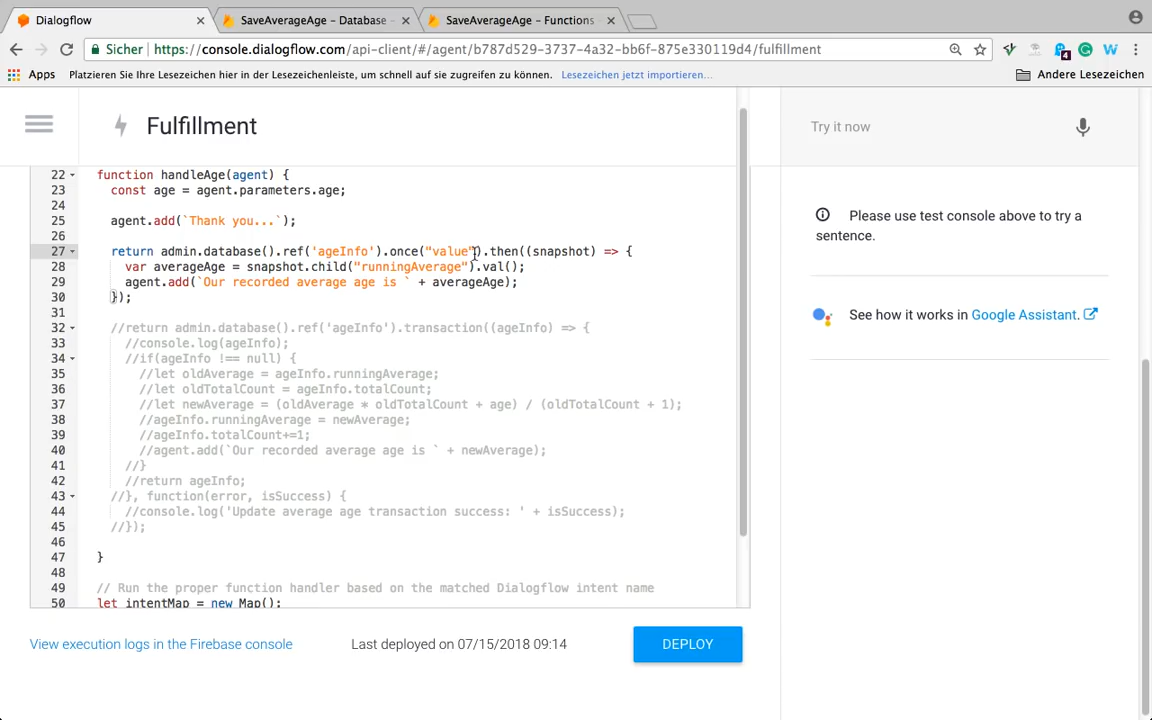 Dialogflow
SaveAverageAge - Database -
SaveAverageAge - Functions
Sicher
https://console.dialogflow.com/api-client/#/agent/b787d529-3737-4a32-bb6f-875e330119d4/fulfillment
4
Apps
Platzieren Sie Ihre Lesezeichen hier in der Lesezeichenleiste, um schnell auf sie zugreifen zu können.
Lesezeichen jetzt importieren...
Andere Lesezeichen
Fulfillment
22 function handleAge(agent) {
23 const age = agent.parameters.age;
24
25 agent.add(`Thank you...`);
26
27 return admin.database().ref('ageInfo').once("value").then((snapshot) => {
28 var averageAge = snapshot.child("runningAverage").val();
29 agent.add(`Our recorded average age is ` + averageAge);
30 });
31
32 //return admin.database().ref('ageInfo').transaction((ageInfo) => {
33 //console.log(ageInfo);
34 //if(ageInfo !== null) {
35 //let oldAverage = ageInfo.runningAverage;
36 //let oldTotalCount = ageInfo.totalCount;
37 //let newAverage = (oldAverage * oldTotalCount + age) / (oldTotalCount + 1);
38 //ageInfo.runningAverage = newAverage;
39 //ageInfo.totalCount+=1;
40 //agent.add(`Our recorded average age is ` + newAverage);
41 //}
42 //return ageInfo;
43 //}, function(error, isSuccess) {
44 //console.log('Update average age transaction success: ' + isSuccess);
45 //});
46
47 }
48
49 // Run the proper function handler based on the matched Dialogflow intent name
50 let intentMap = new Map();
View execution logs in the Firebase console
Last deployed on 07/15/2018 09:14
DEPLOY
Try it now
Please use test console above to try a
sentence.
See how it works in Google Assistant.